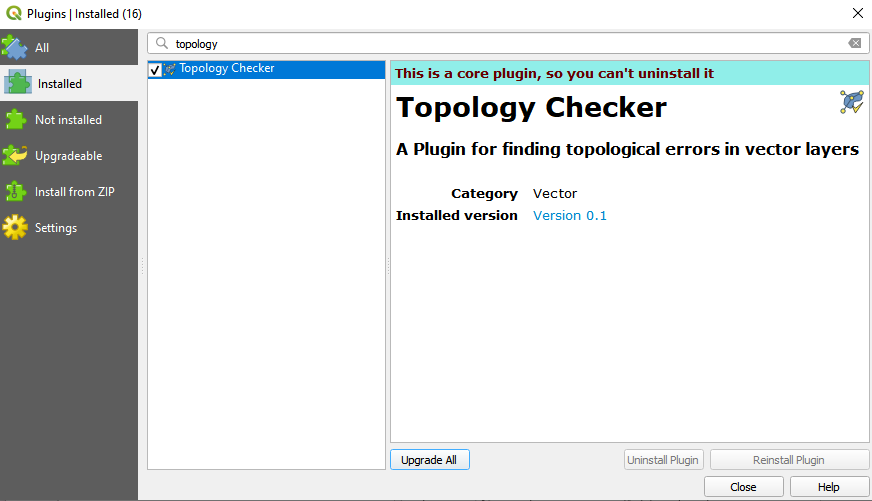 Plugins | Installed (16)
All
Installed
Not installed
Upgradeable
Install from ZIP
Settings
topology
Topology Checker
This is a core plugin, so you can't uninstall it
Topology Checker
A Plugin for finding topological errors in vector layers
Category Vector
Installed version Version 0.1
Upgrade All Uninstall Plugin Reinstall Plugin
Close Help